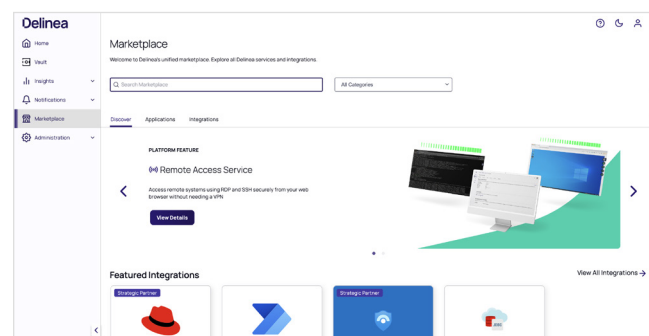 Delinea
Home
Vault
Insights
Notifications
Marketplace
Administration
Marketplace
Welcome to Delinea's unified marketplace. Explore all Delinea services and integrations.
Search Marketplace
All Categories
Discover
Applications
Integrations
PLATFORM FEATURE
Remote Access Service
Access remote systems using RDP and SSH securely from your web
browser without needing a VPN
View Details
Featured Integrations
View All Integrations
Strategic Partner
Strategic Partner